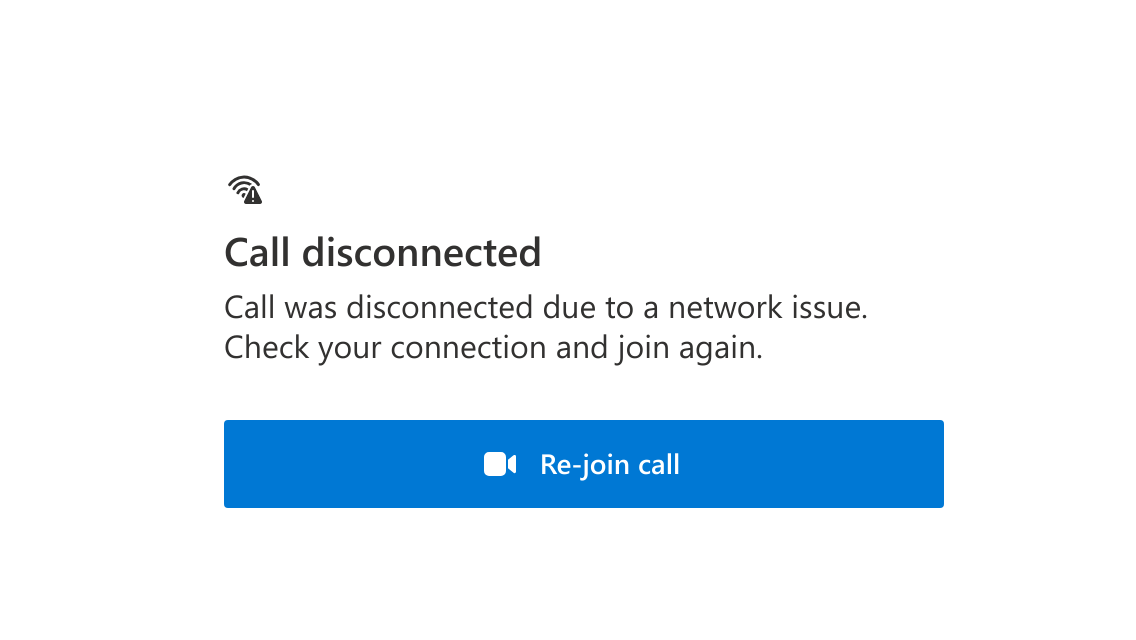 Call disconnected
Call was disconnected due to a network issue.
Check your connection and join again.
Re-join call